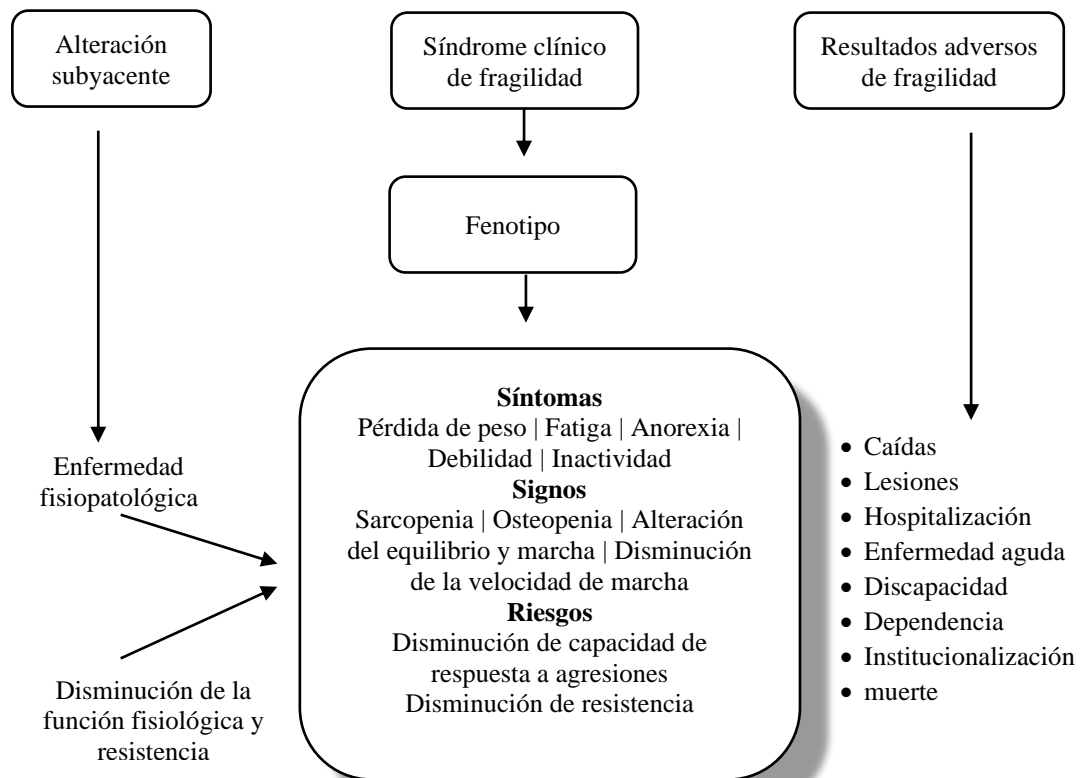 Alteración
subyacente
Síndrome clínico
de fragilidad
Resultados adversos
de fragilidad
Fenotipo
Enfermedad
fisiopatológica
Disminución de la
función fisiológica y
resistencia
Síntomas
Pérdida de peso | Fatiga | Anorexia |
Debilidad | Inactividad
Signos
Sarcopenia | Osteopenia | Alteración
del equilibrio y marcha | Disminución
de la velocidad de marcha
Riesgos
Disminución de capacidad de
respuesta a agresiones
Disminución de resistencia
• Caídas
• Lesiones
• Hospitalización
• Enfermedad aguda
• Discapacidad
• Dependencia
• Institucionalización
• muerte